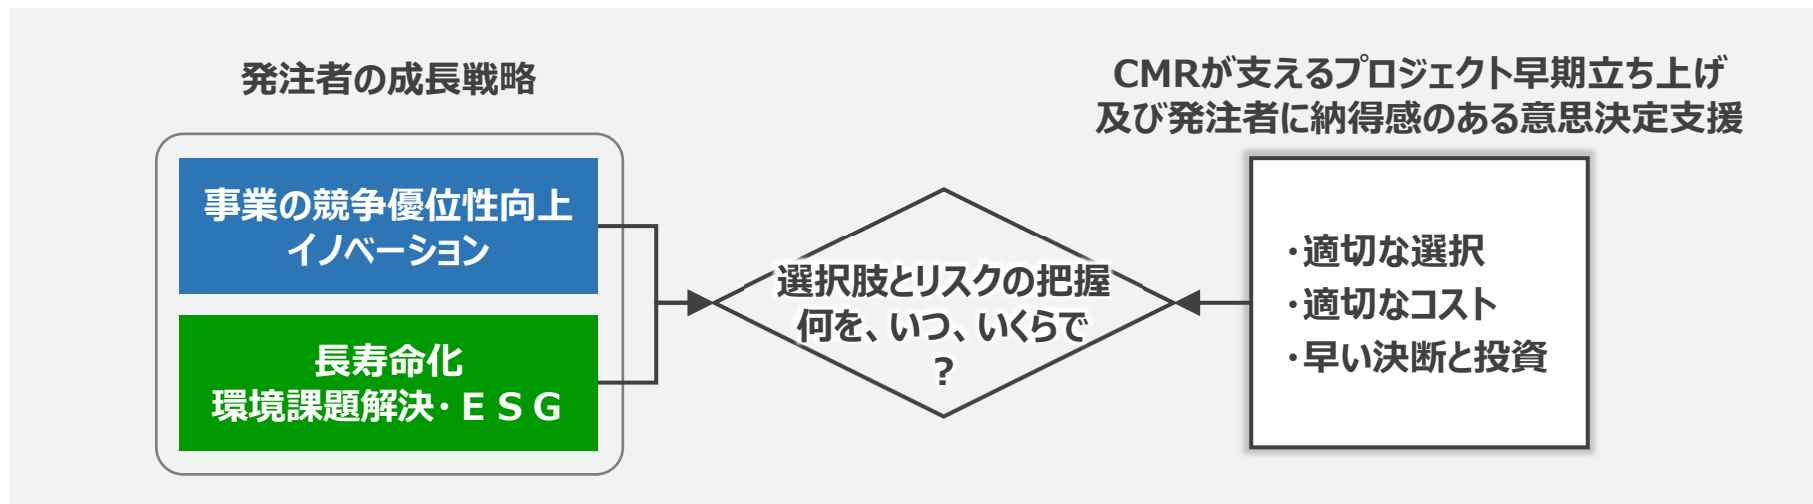 発注者の成長戦略
事業の競争優位性向上
イノベーション
長寿命化
環境課題解決・ＥＳＧ
選択肢とリスクの把握
何を、いつ、いくらで
?
CMRが支えるプロジェクト早期立ち上げ
及び発注者に納得感のある意思決定支援
・適切な選択
・適切なコスト
・早い決断と投資